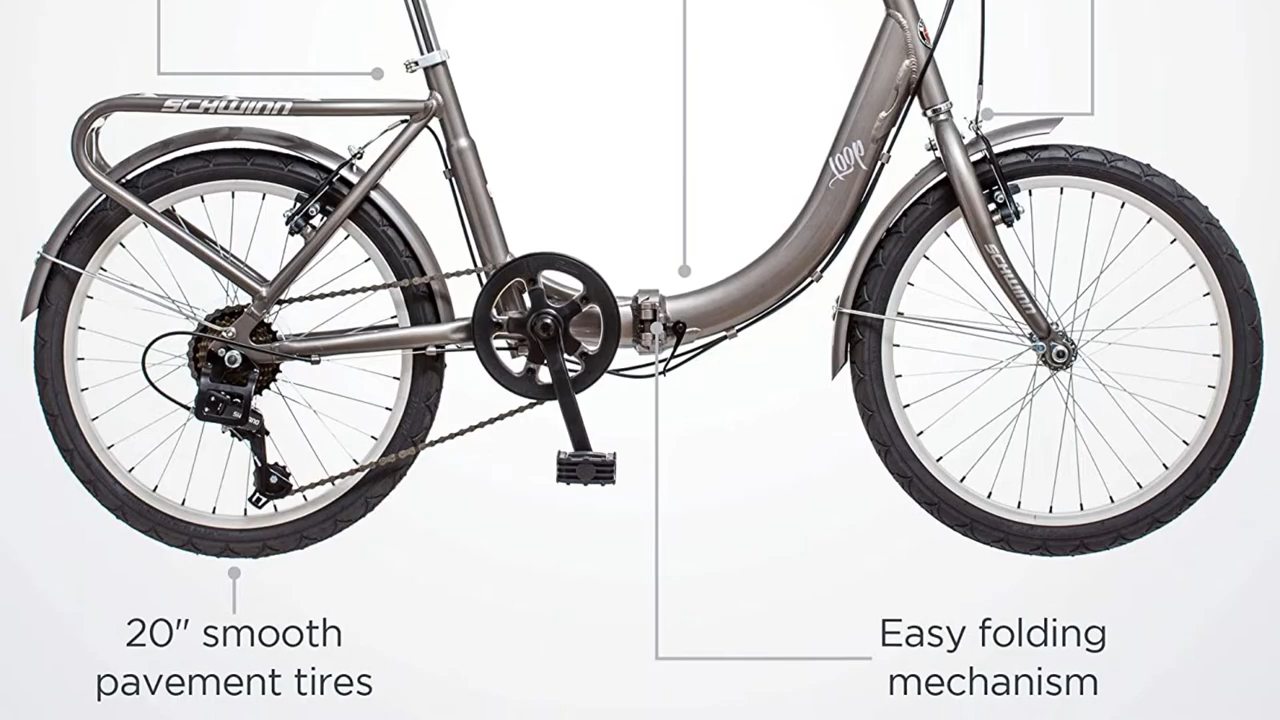 SCHWINN
Loop
SCHWINN
20" smooth
pavement tires
Easy folding
mechanism